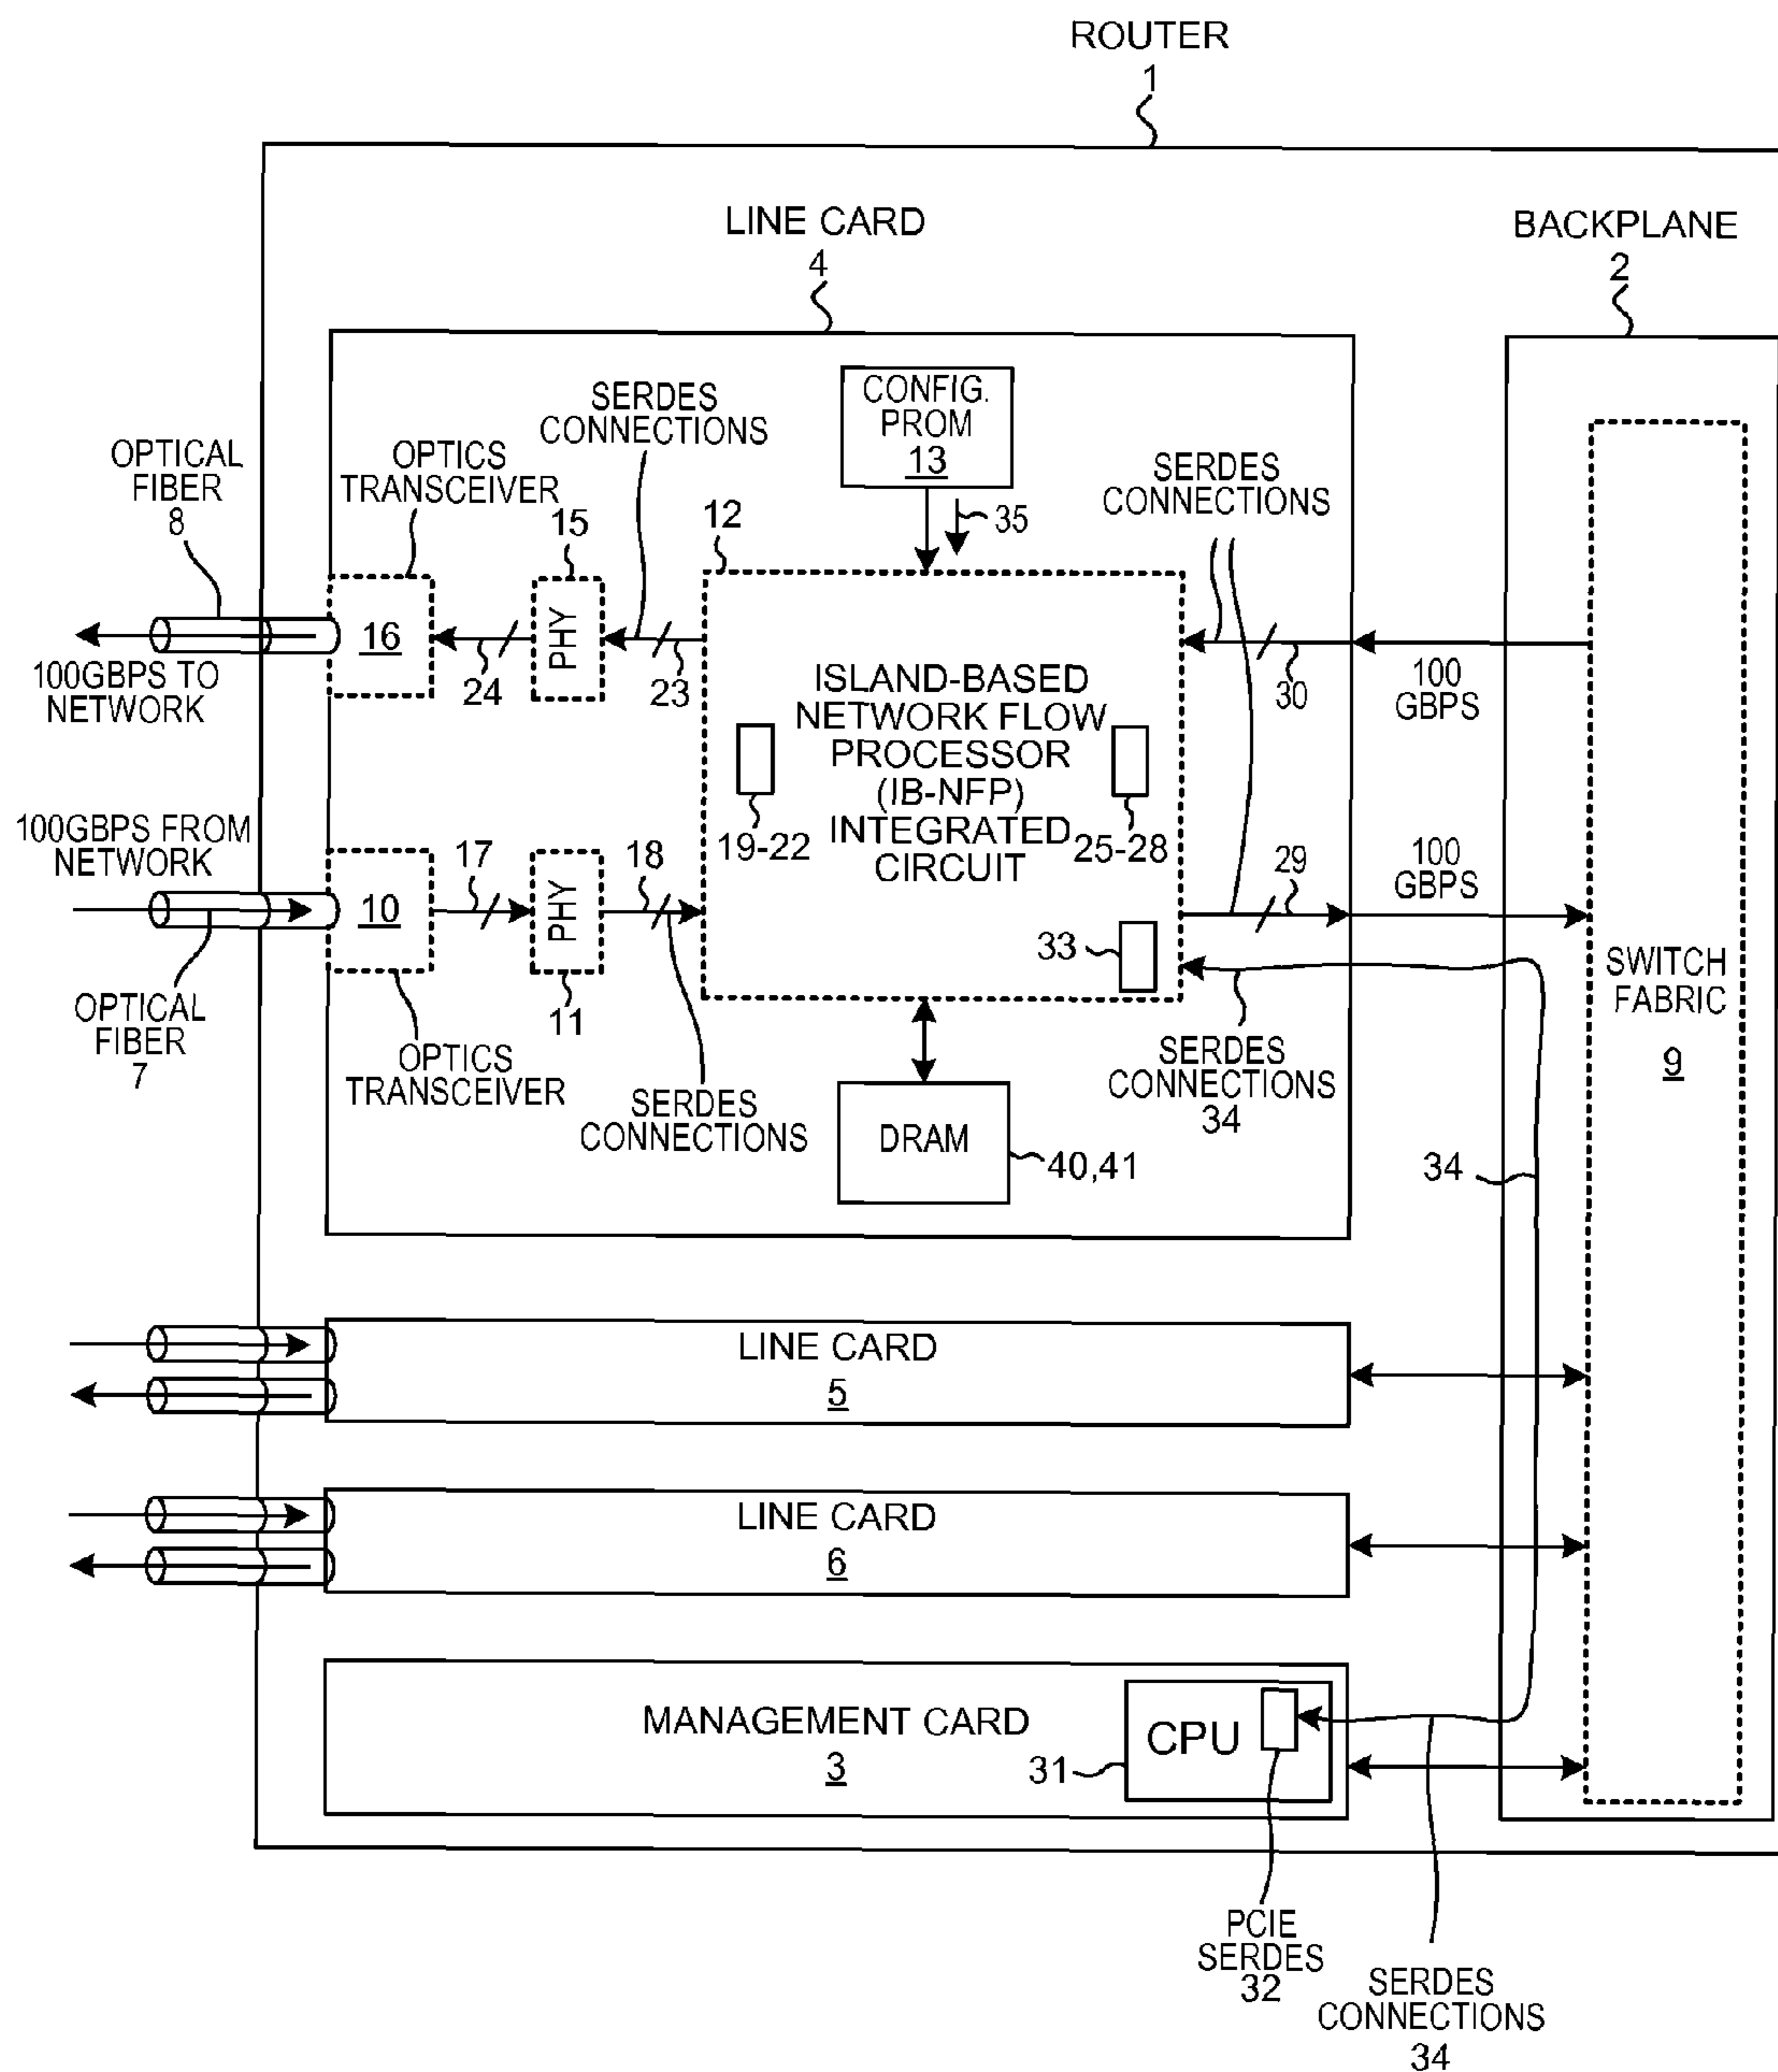 ROUTER
1
LINE CARD
4
BACKPLANE
2
SERDES
CONNECTIONS
CONFIG.
PROM
13
OPTICAL
FIBER
8
OPTICS
TRANSCEIVER
15
12
35
SERDES
CONNECTIONS
16
24
PHY
23
100GBPS TO
NETWORK
ISLAND-BASED
NETWORK FLOW
PROCESSOR
(IB-NFP)
INTEGRATED
CIRCUIT
19-22
25-28
30
100
GBPS
100GBPS FROM
NETWORK
10
17
PHY
18
29
100
GBPS
33
OPTICAL
FIBER
7
11
OPTICS
TRANSCEIVER
SERDES
CONNECTIONS
SERDES
CONNECTIONS
34
SWITCH
FABRIC
9
DRAM
40,41
34
LINE CARD
5
LINE CARD
6
MANAGEMENT CARD
3
31
CPU
PCIE
SERDES
32
SERDES
CONNECTIONS
34